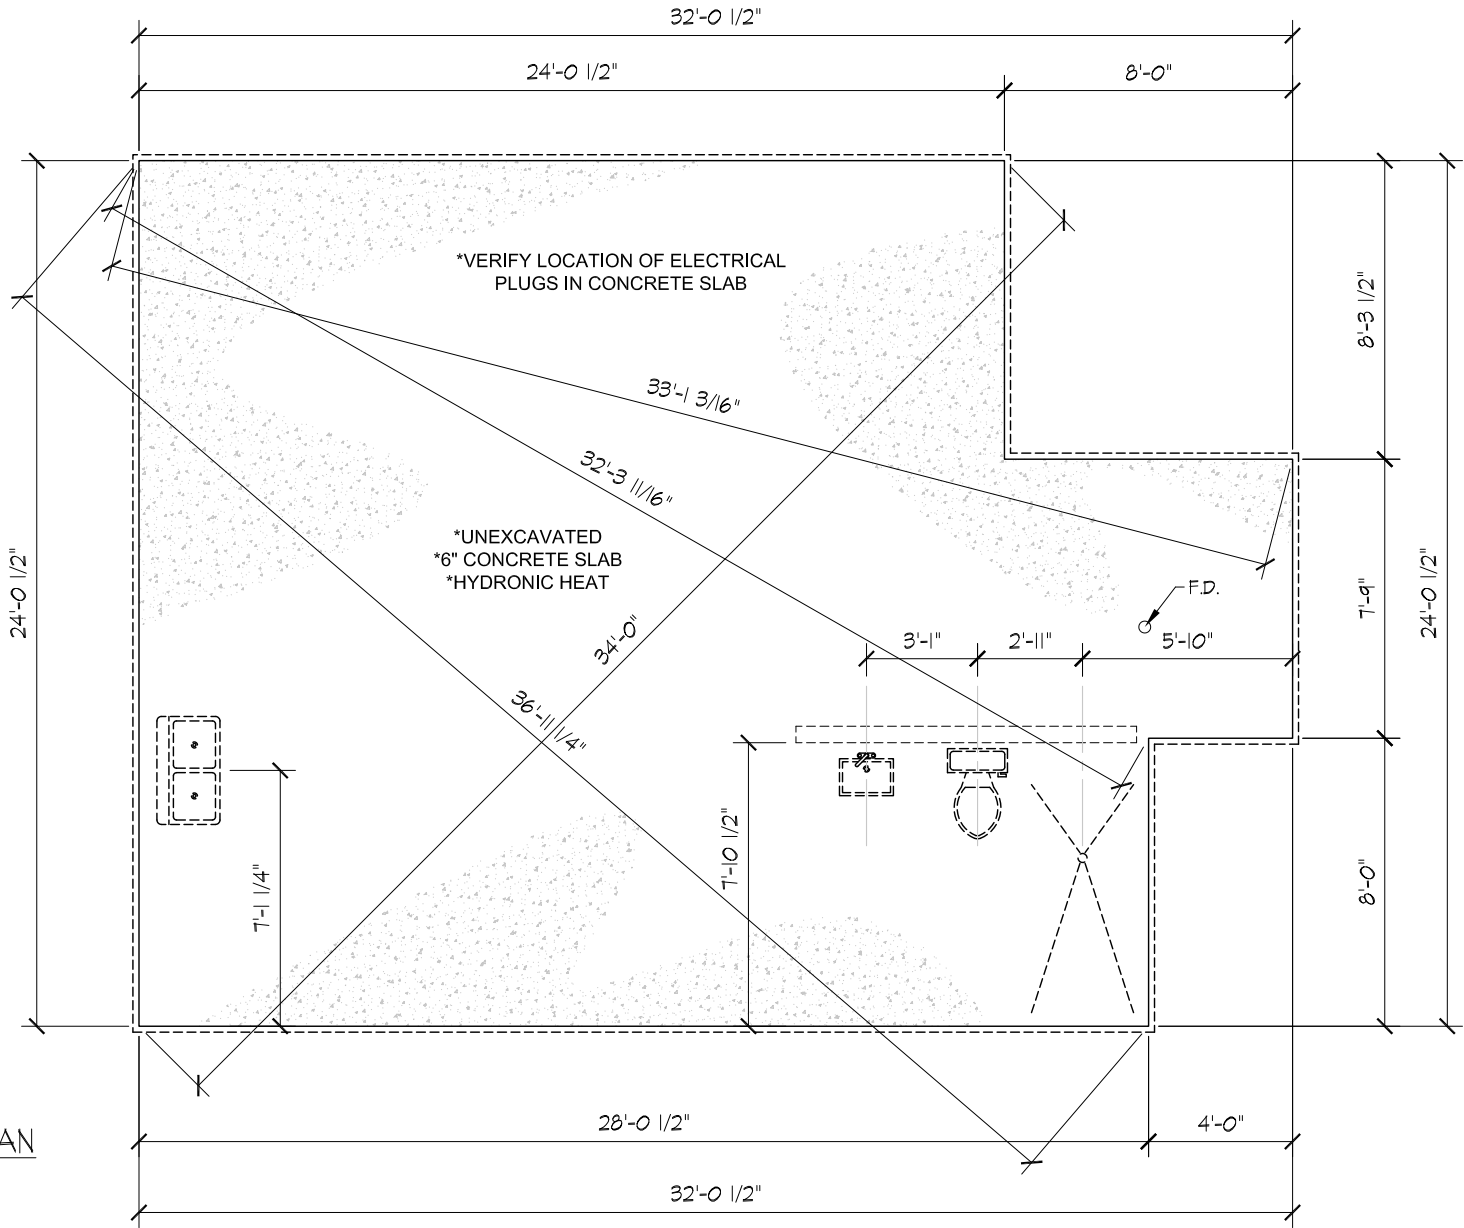 32'-0 1/2"
24'-0 1/2"
8'-0"
*VERIFY LOCATION OF ELECTRICAL
PLUGS IN CONCRETE SLAB
8'-3 1/2"
33'-1 3/16"
32'-3 11/16"
*UNEXCAVATED
*6" CONCRETE SLAB
*HYDRONIC HEAT
24'-0 1/2"
34'-0"
36'-11 1/4"
F.D.
7'-9"
24'-0 1/2"
3'-1"
2'-11"
5'-10"
7'-10 1/2"
7'-1 1/4"
8'-0"
28'-0 1/2"
4'-0"
AN
32'-0 1/2"